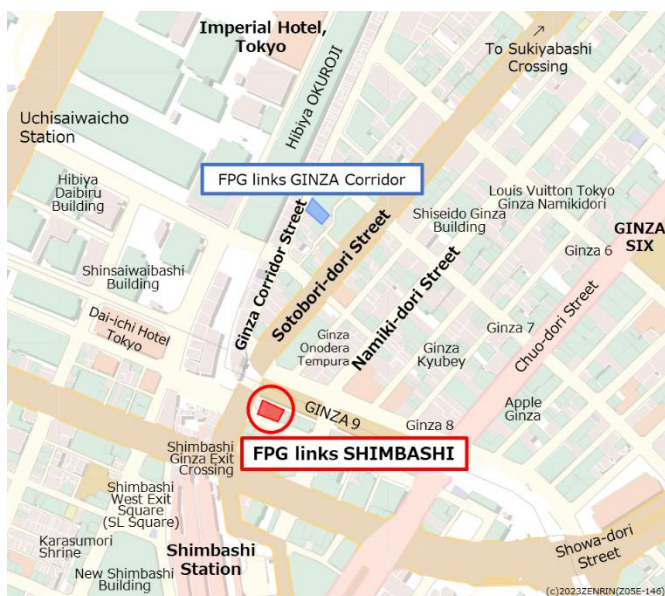 Imperial Hotel,
Tokyo
To Sukiyabashi
Crossing
Hibiya OKUROJI
Uchisaiwaicho
Station
FPG links GINZA Corridor
Hibiya
Daibiru
Building
Louis Vuitton Tokyo
Ginza Namikidori
Shiseido Ginza
Building
GINZA
SIX
Ginza 6
Ginza Corridor Street
Sotobori-dori Street
Namiki-dori Street
Chuo-dori Street
Shinsaiwaibashi
Building
Dai-ichi Hotel
Tokyo
Ginza
Onodera
Tempura
Ginza 7
Ginza
Kyubey
Apple
Ginza
GINZA 9
Ginza 8
FPG links SHIMBASHI
Shimbashi
Ginza Exit
Crossing
Shimbashi
West Exit
Square
(SL Square)
Karasumori
Shrine
Shimbashi
Station
New Shimbashi
Building
Showa-dori
Street
(c)2023ZENRIN(Z05E-146)